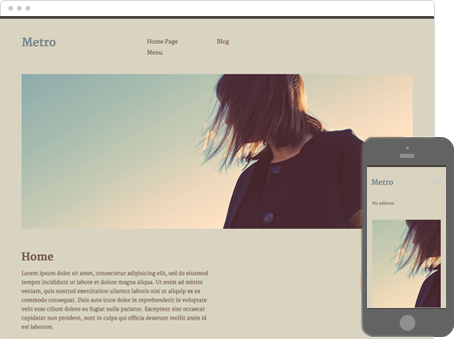 Metro
Home Page
Blog
Menu
Metro
Home
Lorem ipsum dolor sit amet, consectetur adipisicing elit, sed do eiusmod
tempor incididunt ut labore et dolore magna aliqua. Ut enim ad minim
veniam, quis nostrud exercitation ullamco laboris nisi ut aliquip ex ea
commodo consequat. Duis aute irure dolor in reprehenderit in voluptate
velit esse cillum dolore eu fugiat nulla pariatur. Excepteur sint occaecat
cupidatat non proident, sunt in culpa qui officia deserunt mollit anim id
est laborum.